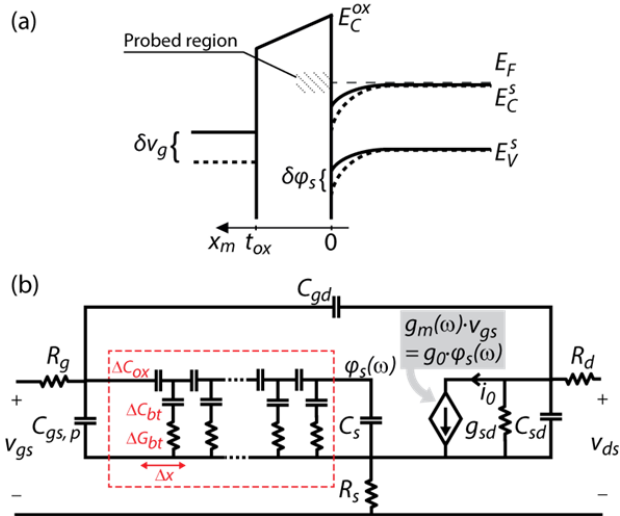 (a)
E_C^ox
Probed region
E_F
E_C^s
δv_g {
E_V^s
δφ_s {
x_m t_ox 0
(b)
C_gd
g_m(ω)·v_gs
= g_0·φ_s(ω)
R_g
ΔC_ox
φ_s(ω)
R_d
+
i_0
+
ΔC_bt
C_s
v_gs
C_gs,p
ΔG_bt
g_sd
C_sd
v_ds
Δx
R_s
– –